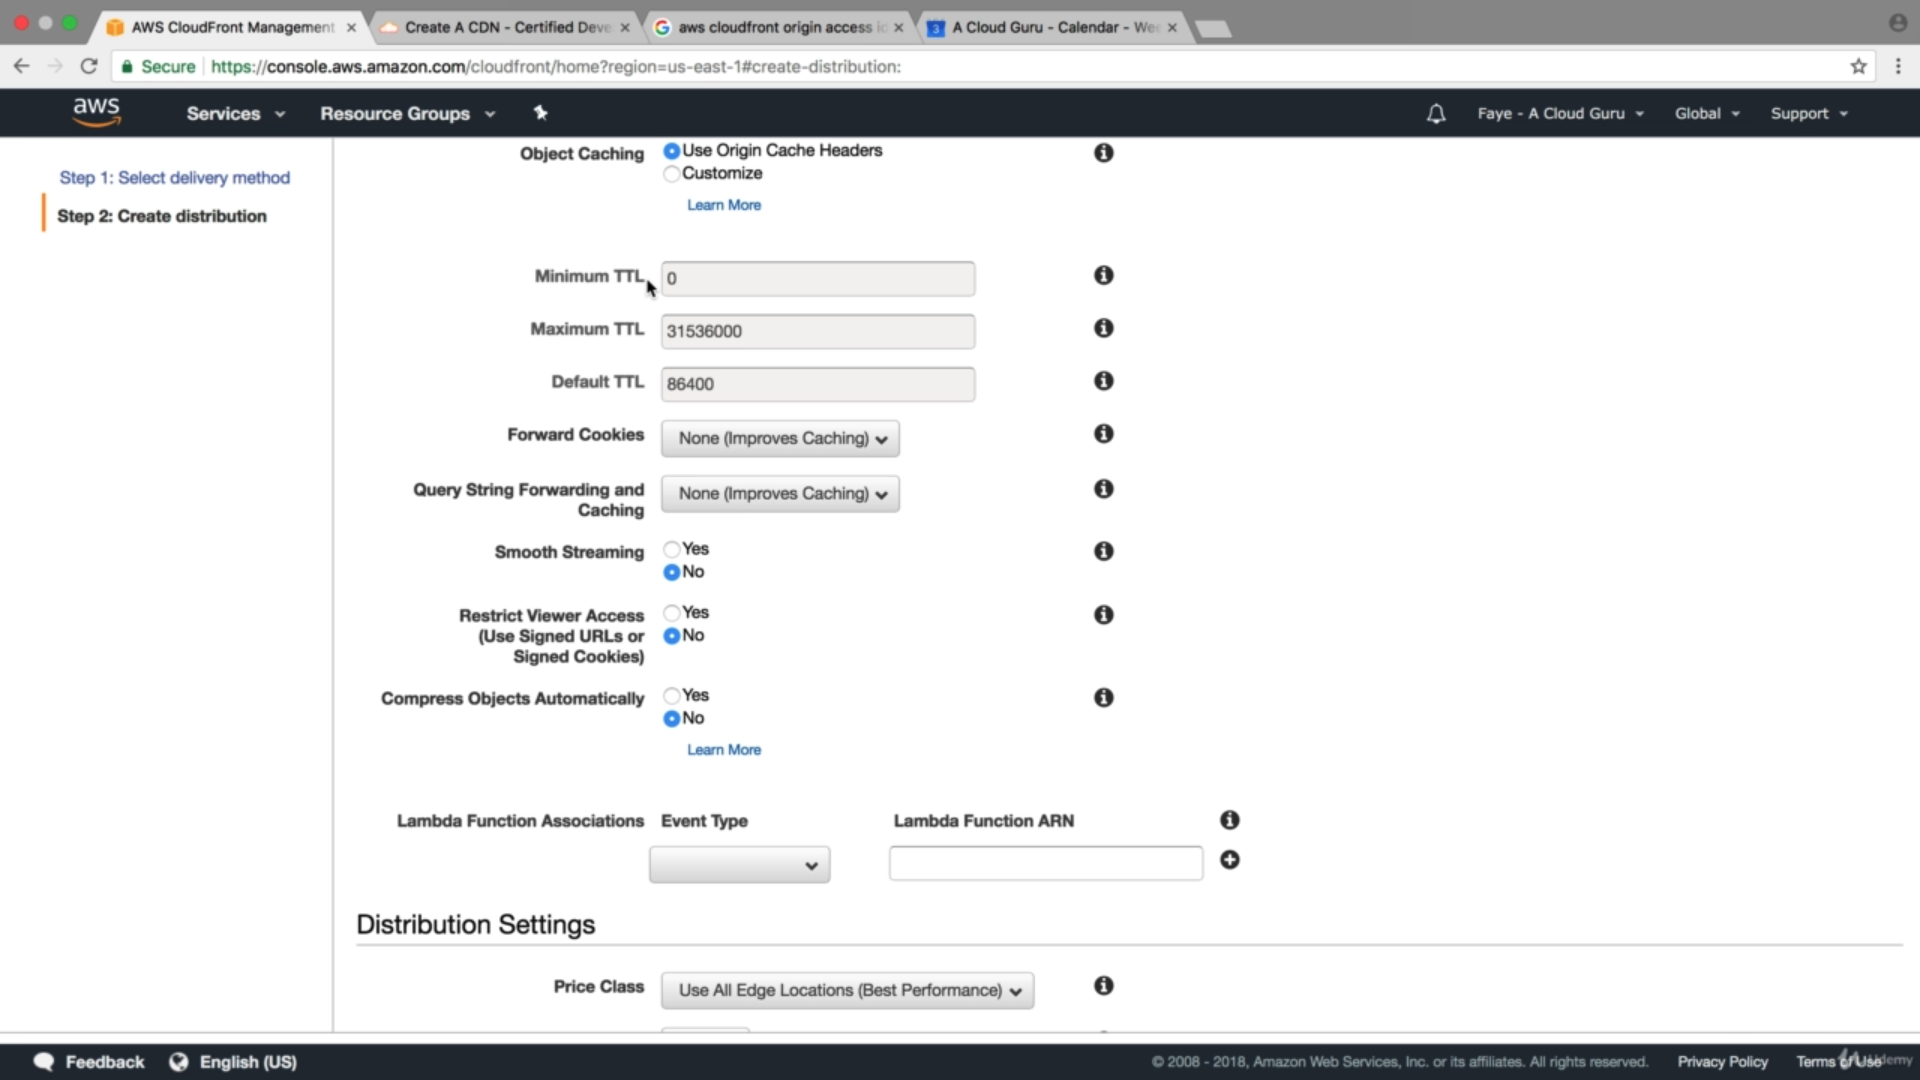 AWS CloudFront Management
Create A CDN - Certified Deve
aws cloudfront origin access id
3
A Cloud Guru - Calendar - Wee
Secure
https://console.aws.amazon.com/cloudfront/home?region=us-east-1#create-distribution:
aws
Services
Resource Groups
Faye - A Cloud Guru
Global
Support
Step 1: Select delivery method
Step 2: Create distribution
Object Caching
Use Origin Cache Headers
Customize
Learn More
Minimum TTL
0
Maximum TTL
31536000
Default TTL
86400
Forward Cookies
None (Improves Caching)
Query String Forwarding and
Caching
None (Improves Caching)
Smooth Streaming
Yes
No
Restrict Viewer Access
(Use Signed URLs or
Signed Cookies)
Yes
No
Compress Objects Automatically
Yes
No
Learn More
Lambda Function Associations
Event Type
Lambda Function ARN
Distribution Settings
Price Class
Use All Edge Locations (Best Performance)
Feedback
English (US)
© 2008 - 2018, Amazon Web Services, Inc. or its affiliates. All rights reserved.
Privacy Policy
Terms of Use